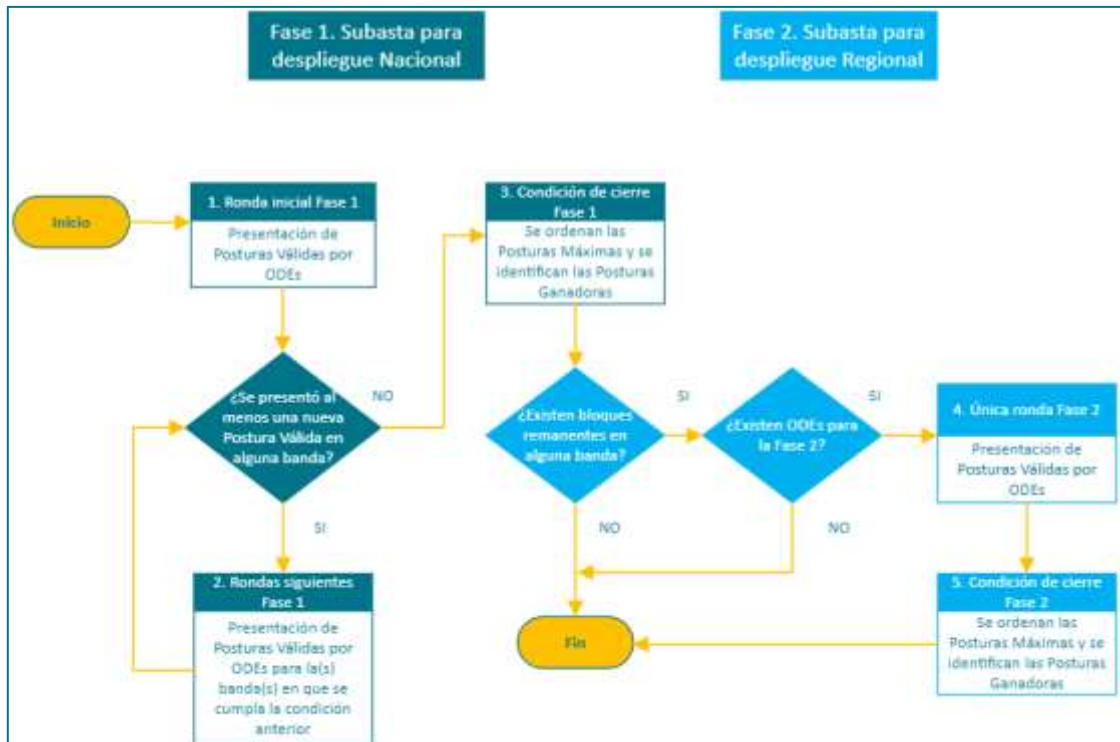 Fase 1. Subasta para
despliegue Nacional
Fase 2. Subasta para
despliegue Regional
Inicio
1. Ronda inicial Fase 1
Presentación de
Posturas Válidas por
ODEs
¿Se presentó al
menos una nueva
Postura Válida en
alguna banda?
NO
SI
2. Rondas siguientes
Fase 1
Presentación de
Posturas Válidas por
ODEs para la(s)
banda(s) en que se
cumpla la condición
anterior
3. Condición de cierre
Fase 1
Se ordenan las
Posturas Máximas y se
identifican las Posturas
Ganadoras
¿Existen bloques
remanentes en
alguna banda?
SI
NO
¿Existen ODEs para
la Fase 2?
SI
NO
4. Única ronda Fase 2
Presentación de
Posturas Válidas por
ODEs
5. Condición de cierre
Fase 2
Se ordenan las
Posturas Máximas y se
identifican las Posturas
Ganadoras
Fin